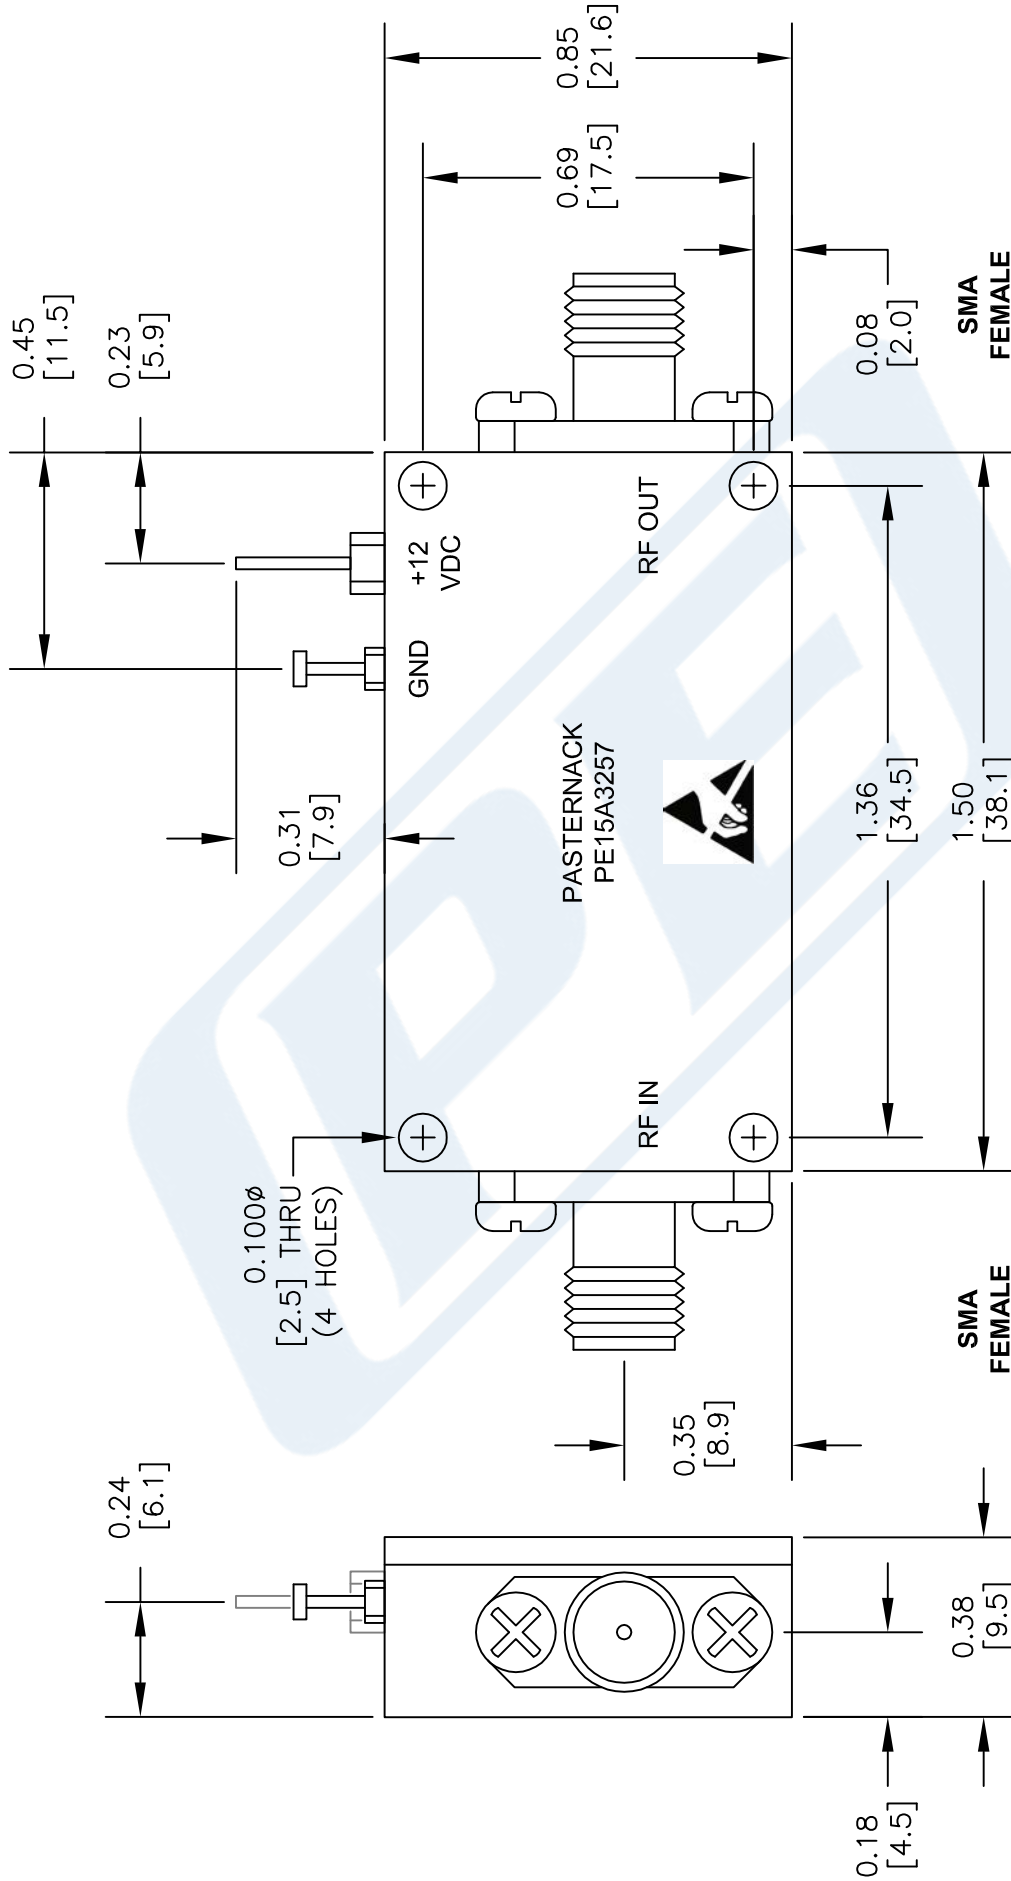 0.24
[6.1]
0.45
[11.5]
0.23
[5.9]
0.31
[7.9]
0.100ø
[2.5] THRU
(4 HOLES)
GND
+12
VDC
PASTERNACK
PE15A3257
RF IN
RF OUT
0.85
[21.6]
0.69
[17.5]
0.08
[2.0]
0.35
[8.9]
0.18
[4.5]
0.38
[9.5]
1.36
[34.5]
1.50
[38.1]
SMA
FEMALE
SMA
FEMALE
PE